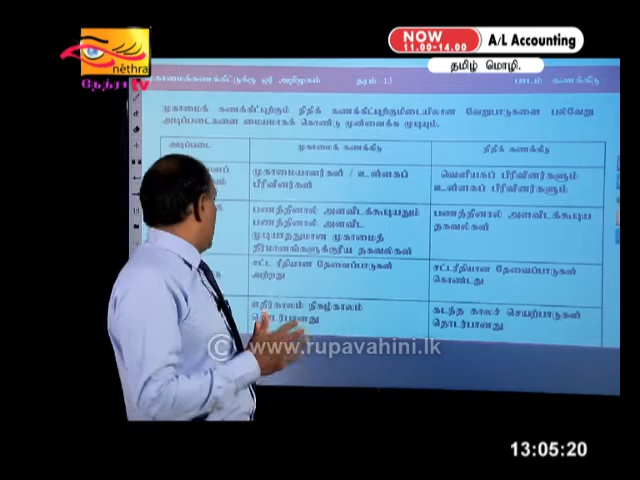 NOW
11.00-14.00
A/L Accounting
nethra
நேத்ரா tv
தமிழ் மொழி.
முகாமைக்கணக்கீட்டுக்கு ஓர் அறிமுகம் தரம் 13 பாடம் கணக்கீடு
முகாமைக் கணக்கீட்டிற்கும் நிதிக் கணக்கீட்டிற்குமிடையிலான வேறுபாடுகளை பல்வேறு
அடிப்படைகளை மையமாகக் கொண்டு முன்வைக்க முடியும்.
அடிப்படை முகாமைக் கணக்கீடு நிதிக் கணக்கீடு
முகாமையாளர்கள் / உள்ளகப் பிரிவினர்கள்
வெளியகப் பிரிவினர்களும் உள்ளகப் பிரிவினர்களும்
பணத்தினால் அளவிடக்கூடியதும்
பணத்தினால் அளவிட
முடியாததுமான முகாமைத்
தீர்மானங்களுக்குரிய தகவல்கள்
பணத்தினால் அளவிடக்கூடிய
தகவல்கள்
சட்ட ரீதியான தேவைப்பாடுகள்
அற்றது
சட்டரீதியான தேவைப்பாடுகள்
கொண்டது
எதிர்காலம் நிகழ்காலம்
தொடர்பானது
கடந்த காலச் செயற்பாடுகள்
தொடர்பானது
© www.rupavahini.lk
13:05:20